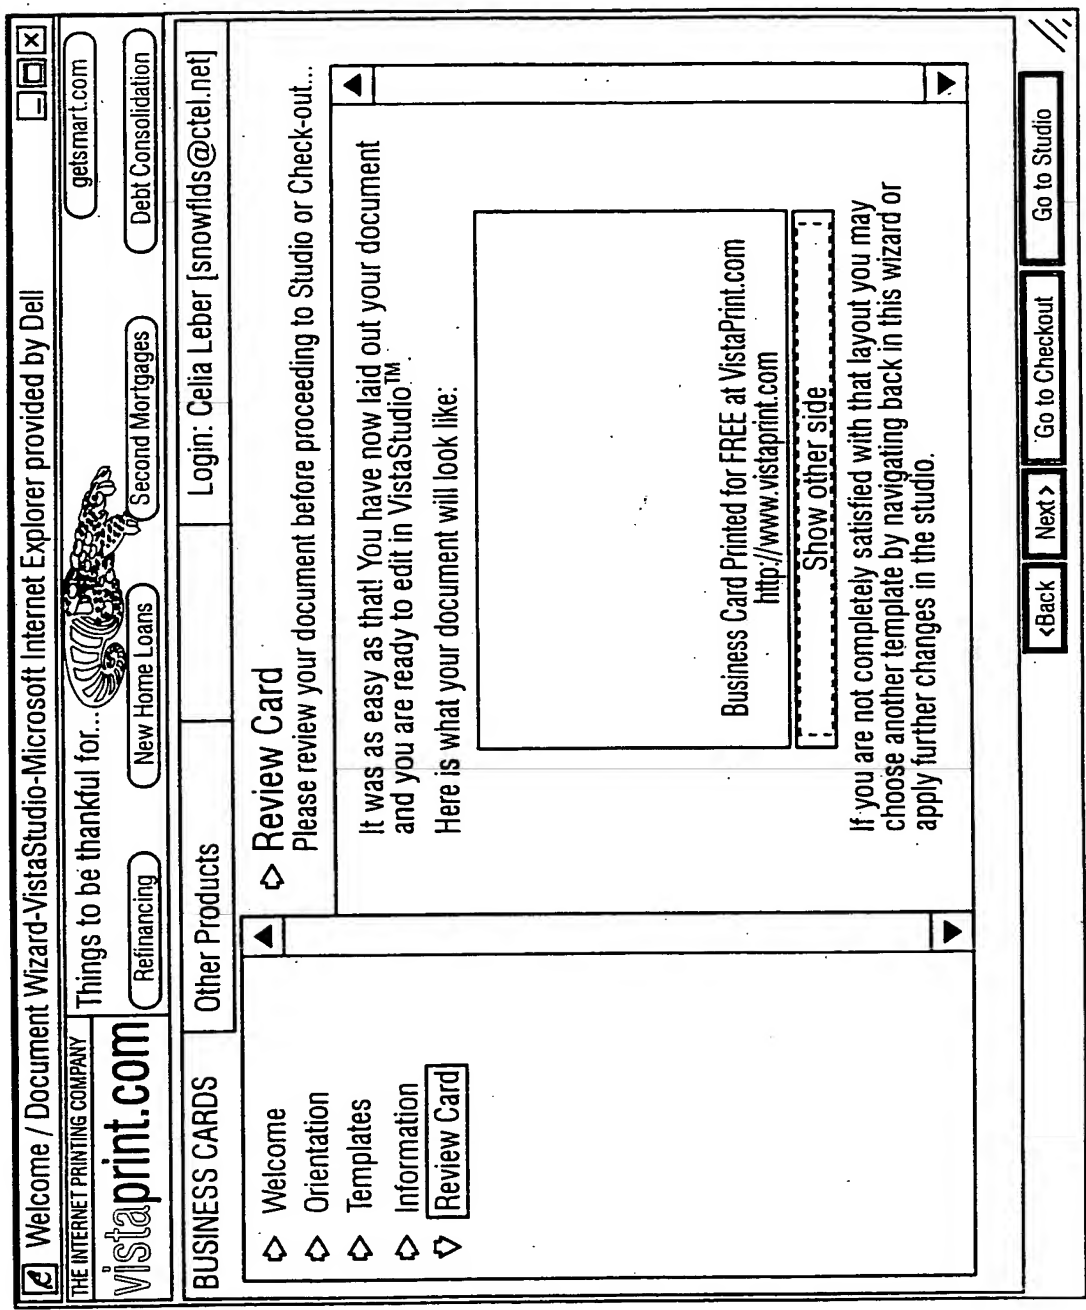 Welcome / Document Wizard-VistaStudio-Microsoft Internet Explorer provided by Dell
THE INTERNET PRINTING COMPANY
vistaprint.com
Things to be thankful for...
getsmart.com
Refinancing
New Home Loans
Second Mortgages
Debt Consolidation
BUSINESS CARDS
Other Products
Login: Celia Leber [snowflds@ctel.net]
Welcome
Orientation
Templates
Information
Review Card
Review Card
Please review your document before proceeding to Studio or Check-out...
It was as easy as that! You have now laid out your document
and you are ready to edit in VistaStudio™
Here is what your document will look like:
Business Card Printed for FREE at VistaPrint.com
http://www.vistaprint.com
Show other side
If you are not completely satisfied with that layout you may
choose another template by navigating back in this wizard or
apply further changes in the studio.
<Back
Next>
Go to Checkout
Go to Studio